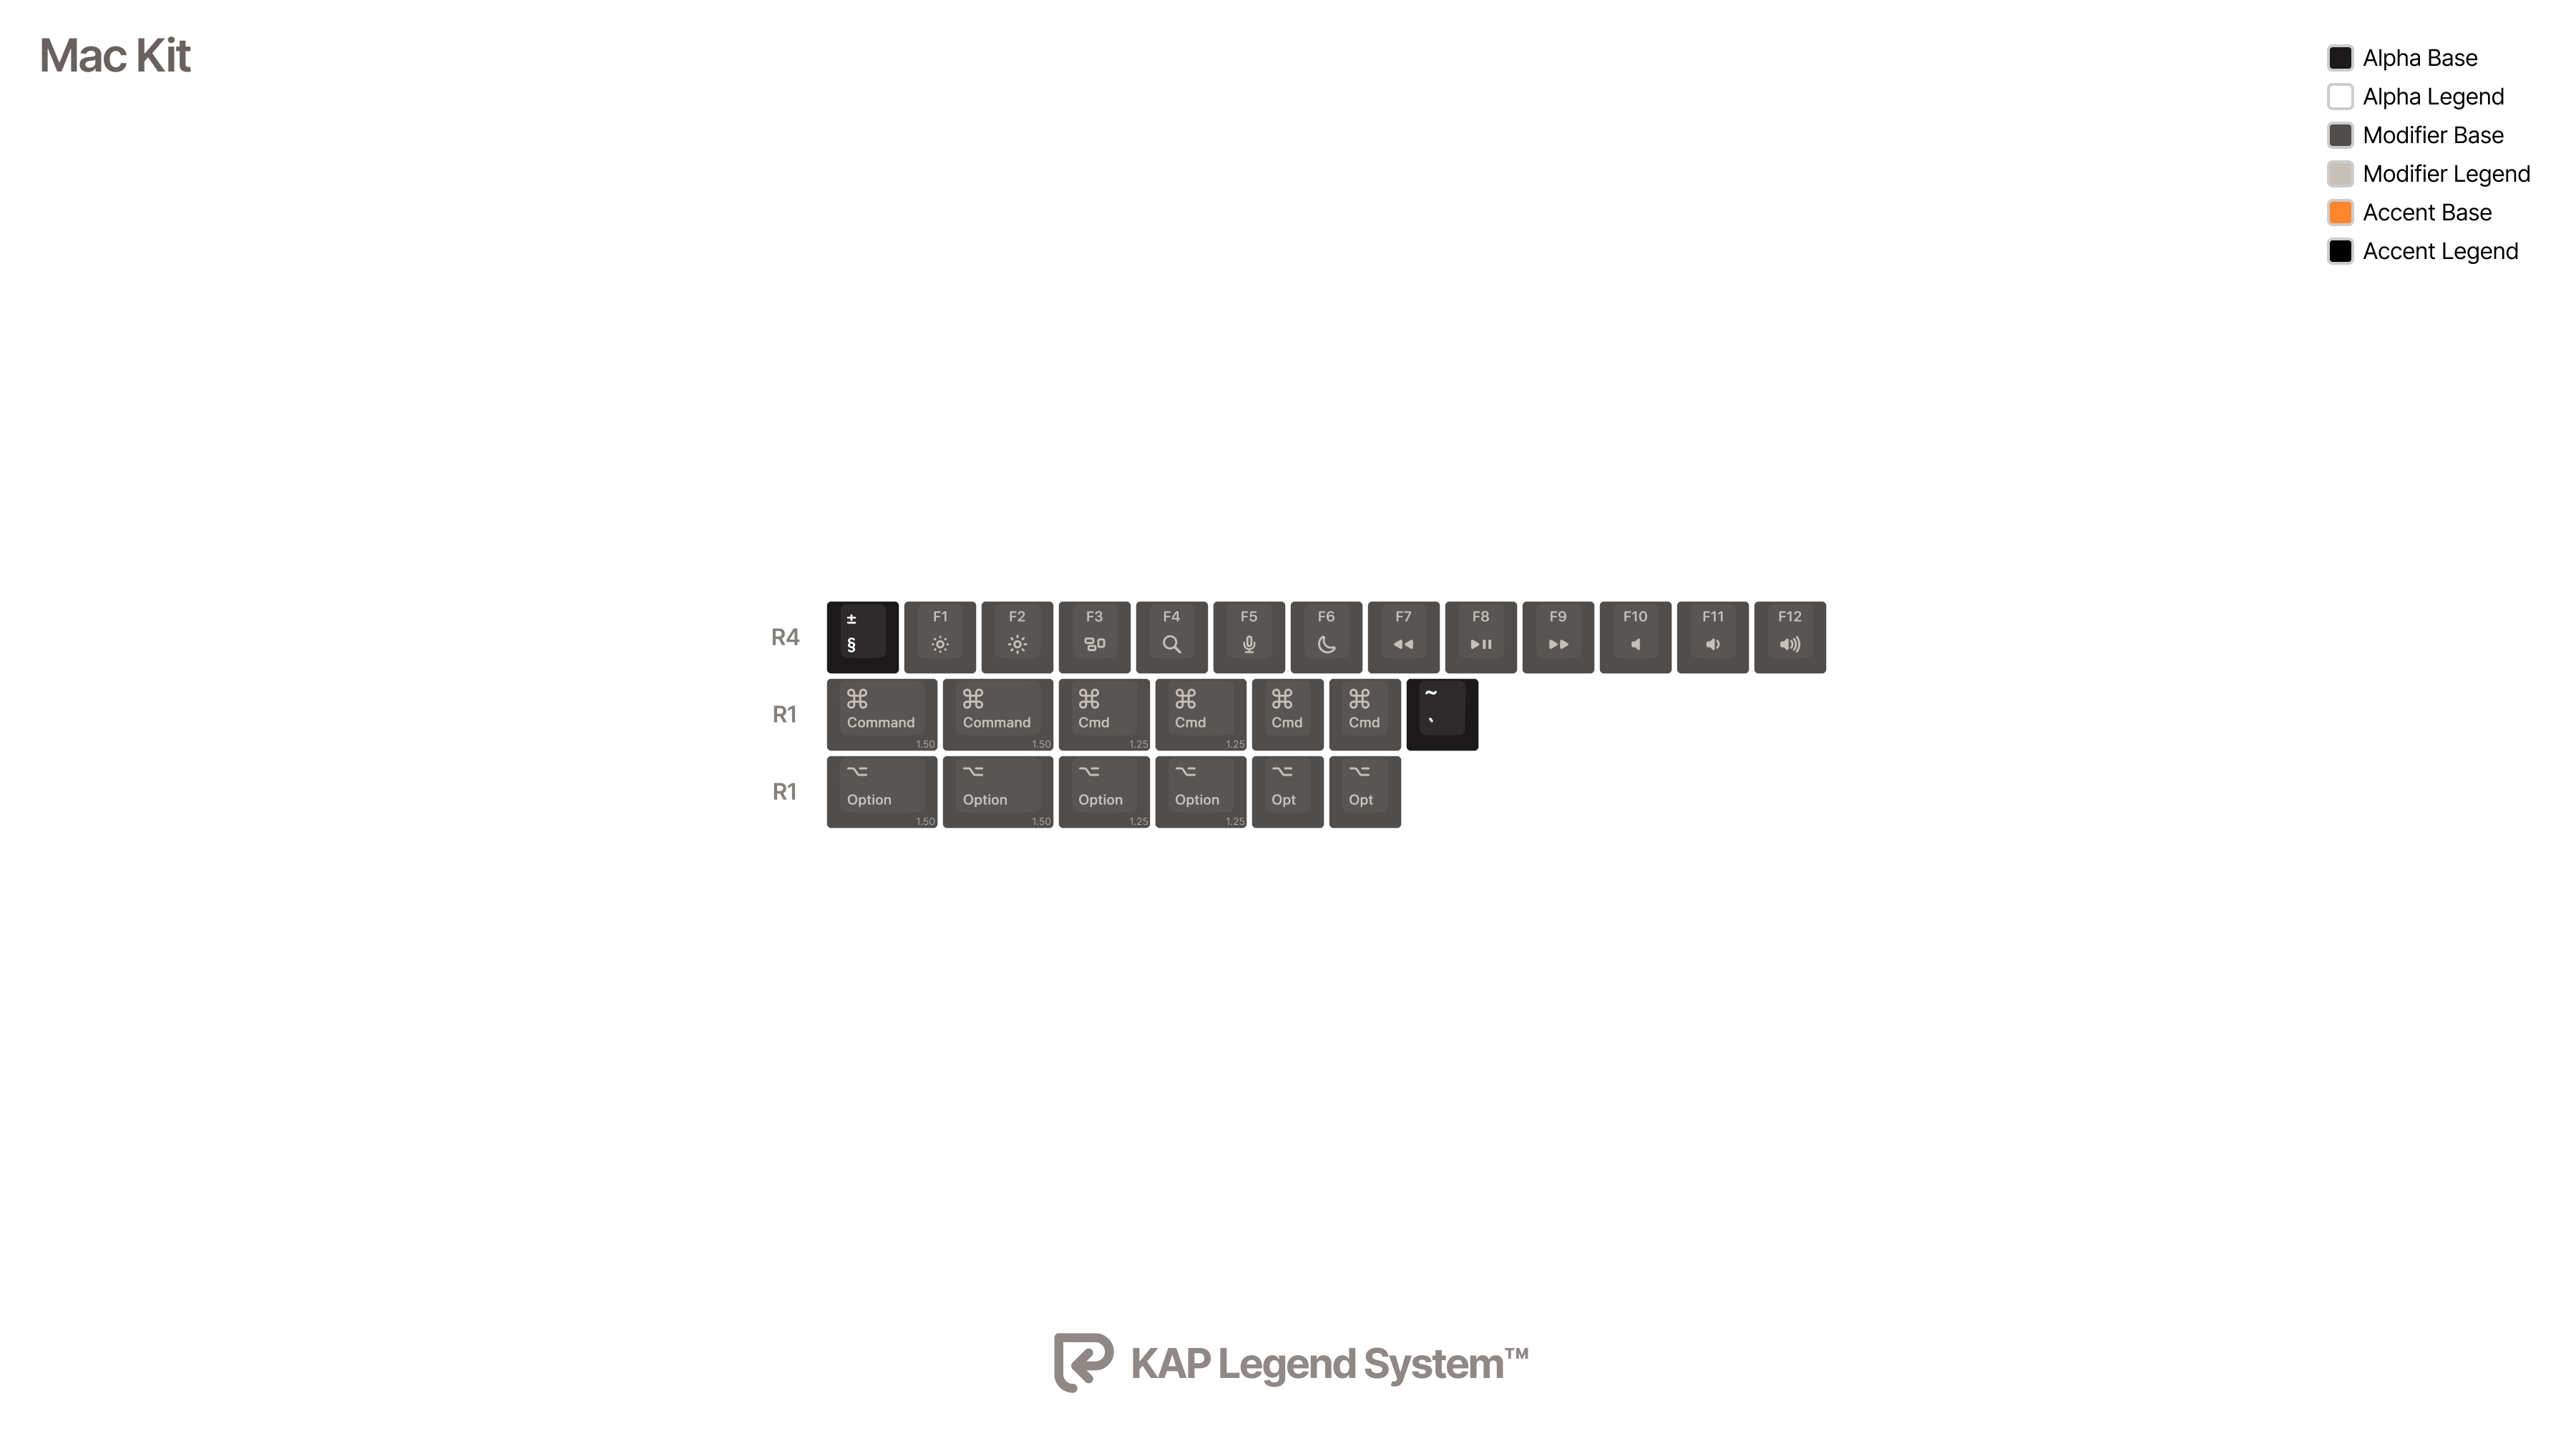 Mac Kit
Alpha Base
Alpha Legend
Modifier Base
Modifier Legend
Accent Base
Accent Legend
R4 ± § F1 F2 F3 F4 F5 F6 F7 F8 F9 F10 F11 F12
R1 ⌘ Command 1.50 ⌘ Command 1.50 ⌘ Cmd 1.25 ⌘ Cmd 1.25 ⌘ Cmd ⌘ Cmd ~ `
R1 ⌥ Option 1.50 ⌥ Option 1.50 ⌥ Option 1.25 ⌥ Option 1.25 ⌥ Opt ⌥ Opt
KAP Legend System™